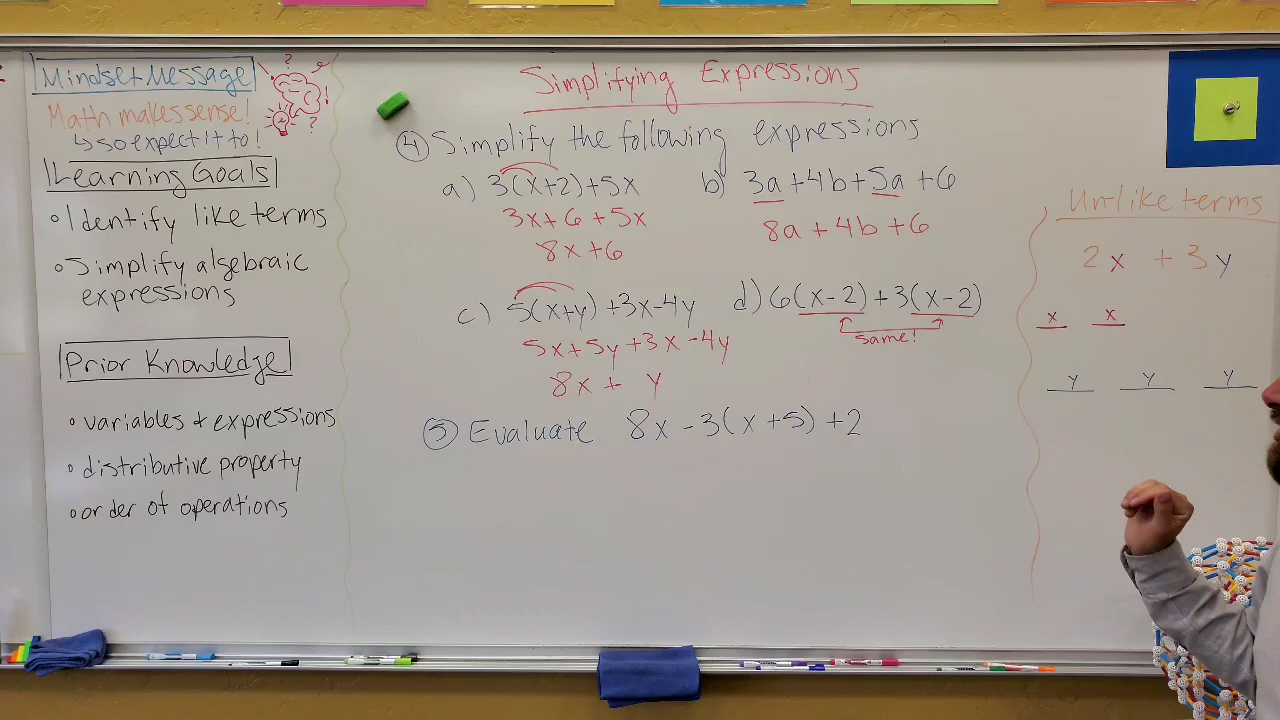 Mindset Message
Math makes sense!
↳ so expect it to!
Learning Goals
• Identify like terms
• Simplify algebraic
expressions
Prior Knowledge
• variables + expressions
• distributive property
• order of operations
Simplifying Expressions
④ Simplify the following expressions
a) 3(x+2)+5x
3x+6+5x
8x+6
b) 3a+4b+5a+6
8a+4b+6
c) 5(x+y)+3x-4y
5x+5y+3x-4y
8x + y
d) 6(x-2)+3(x-2)
same!
⑤ Evaluate 8x-3(x+5)+2
Unlike terms
2x + 3y
x x
y y y